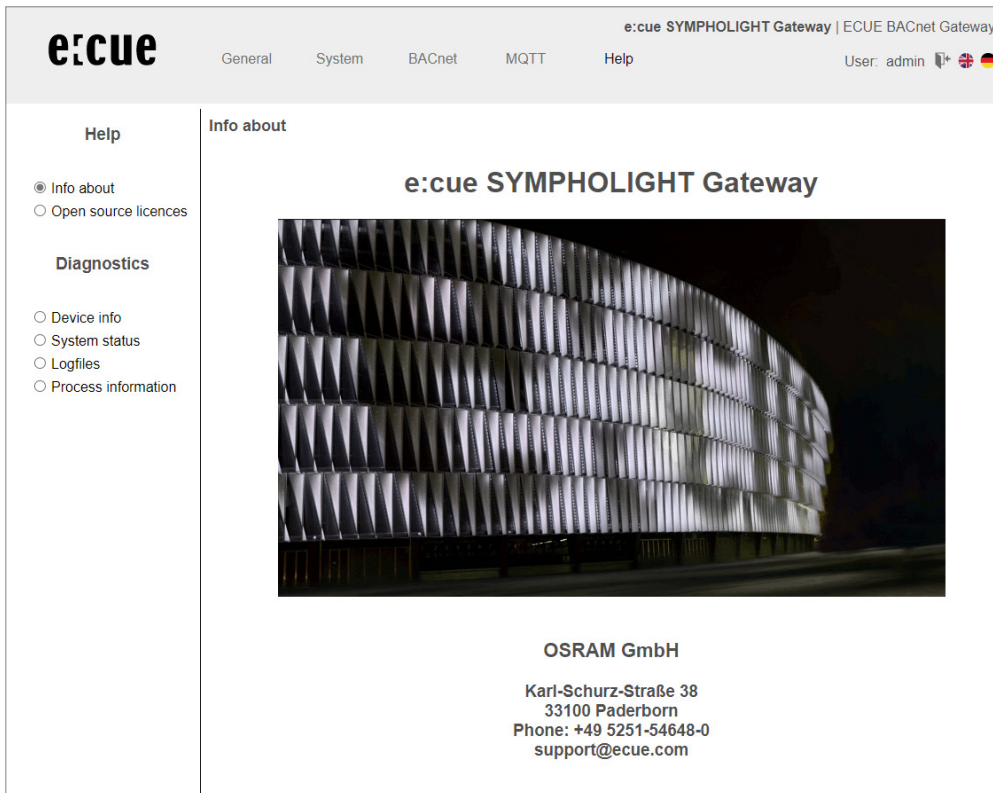 e:cue SYMPHOLIGHT Gateway | ECUE BACnet Gateway
e:cue
General System BACnet MQTT Help
User: admin
Help
Info about
Open source licences
Diagnostics
Device info
System status
Logfiles
Process information
Info about
e:cue SYMPHOLIGHT Gateway
OSRAM GmbH
Karl-Schurz-Straße 38
33100 Paderborn
Phone: +49 5251-54648-0
support@ecue.com